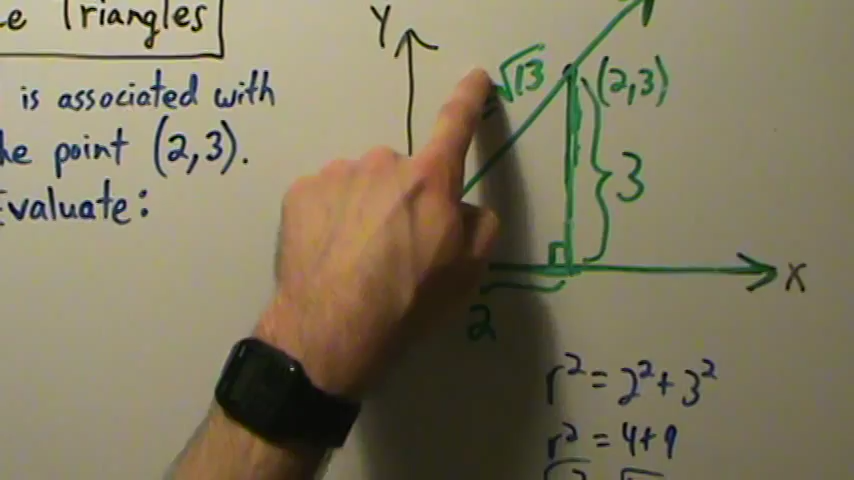 e Triangles
is associated with
he point (2,3).
Evaluate:
Y
√13
(2,3)
3
2
X
r² = 2² + 3²
r² = 4+9